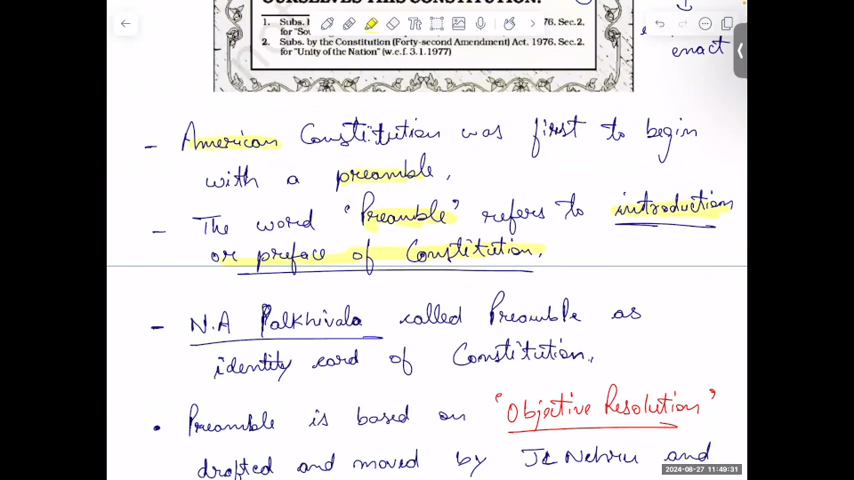 OURSELVES THIS CONSTITUTION.
1. Subs. 76. Sec.2.
for "So
2. Subs. by the Constitution (Forty-second Amendment) Act. 1976. Sec.2.
for "Unity of the Nation" (w.e.f. 3.1.1977)
enact
- American Constitution was first to begin
with a preamble.
- The word "Preamble" refers to introduction
or preface of Constitution.
- N.A Palkhivala called Preamble as
identity card of Constitution.
• Preamble is based on 'Objective Resolution'
drafted and moved by JL Nehru and
2024-08-27 11:49:31